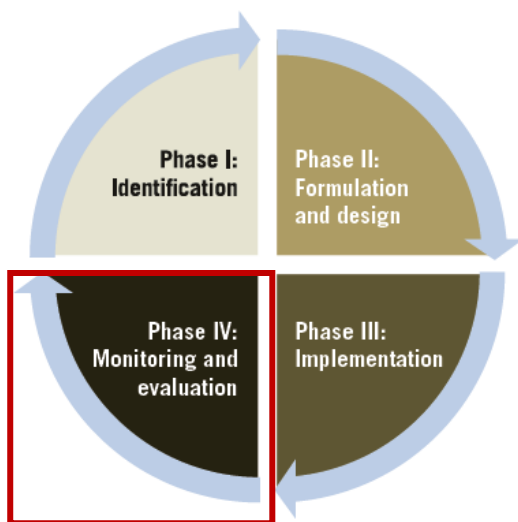 Phase I:
Identification
Phase II:
Formulation
and design
Phase III:
Implementation
Phase IV:
Monitoring and
evaluation